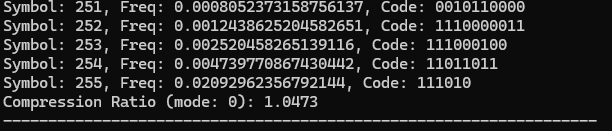 Symbol: 251, Freq: 0.0008052373158756137, Code: 0010110000
Symbol: 252, Freq: 0.0012438625204582651, Code: 1110000011
Symbol: 253, Freq: 0.002520458265139116, Code: 111000100
Symbol: 254, Freq: 0.004739770867430442, Code: 11011011
Symbol: 255, Freq: 0.02092962356792144, Code: 111010
Compression Ratio (mode: 0): 1.0473
------------------------------------------------------------------